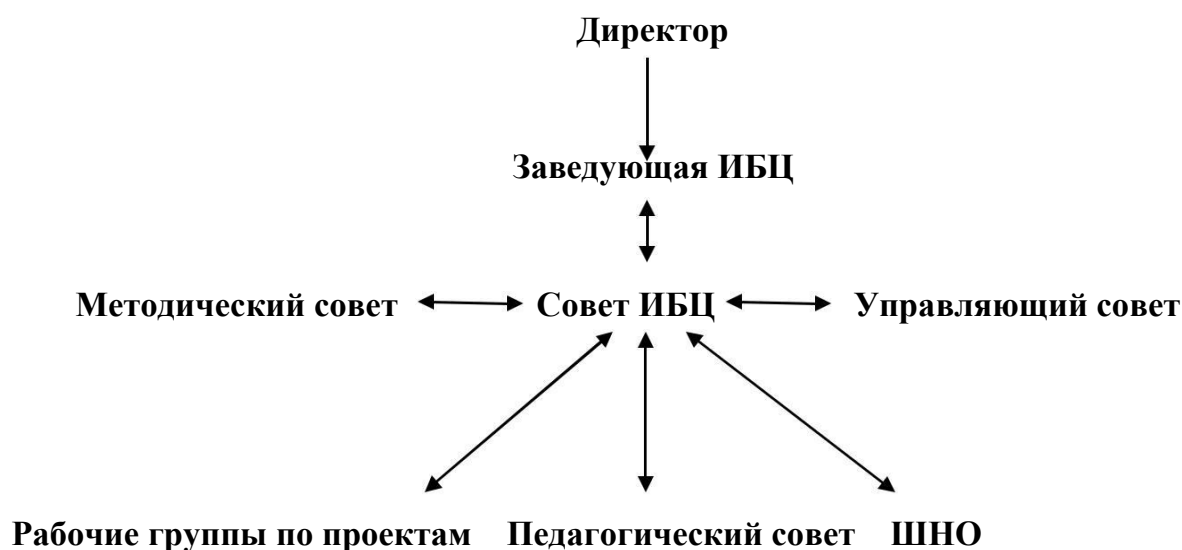 Директор
Заведующая ИБЦ
Методический совет Совет ИБЦ Управляющий совет
Рабочие группы по проектам Педагогический совет ШНО